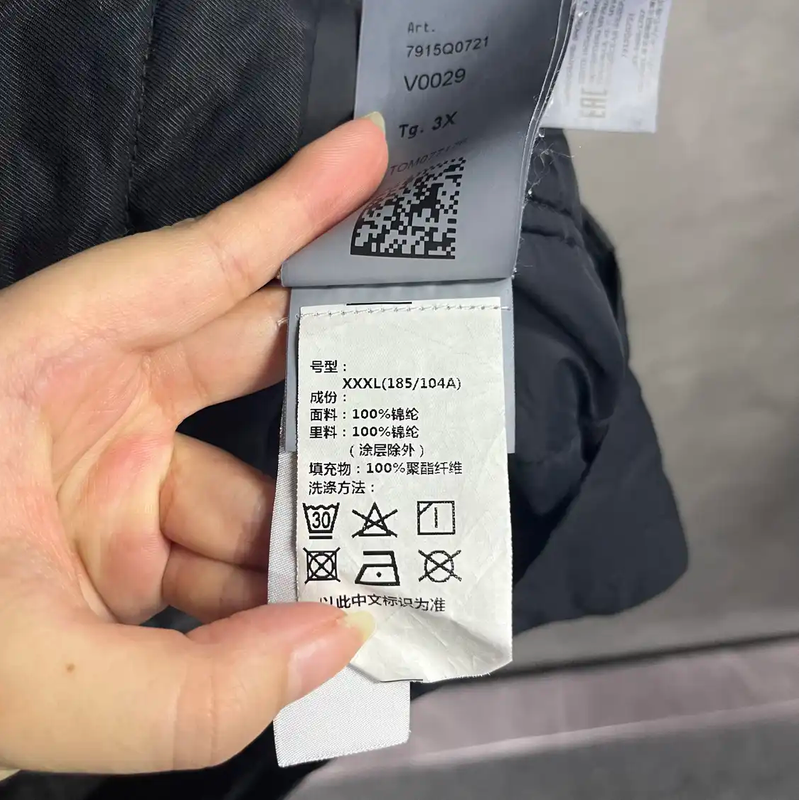 Art.
7915Q0721
V0029
Tg. 3X
EAC
号型：
XXXL(185/104A)
成份：
面料：100%锦纶
里料：100%锦纶
（涂层除外）
填充物：100%聚酯纤维
洗涤方法：
30
以此中文标识为准